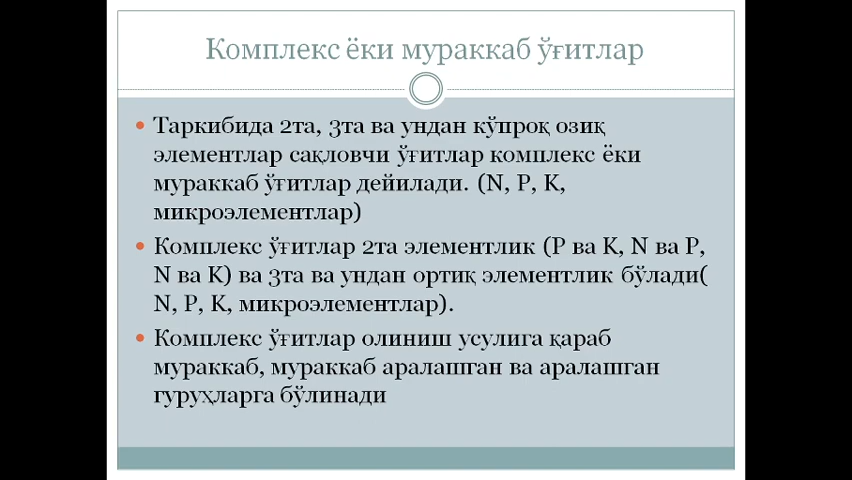 Комплекс ёки мураккаб ўғитлар
• Таркибида 2та, 3та ва ундан кўпроқ озиқ
элементлар сақловчи ўғитлар комплекс ёки
мураккаб ўғитлар дейилади. (N, P, K,
микроэлементлар)
• Комплекс ўғитлар 2та элементлик (P ва K, N ва P,
N ва K) ва 3та ва ундан ортиқ элементлик бўлади(
N, P, K, микроэлементлар).
• Комплекс ўғитлар олиниш усулига қараб
мураккаб, мураккаб аралашган ва аралашган
гуруҳларга бўлинади